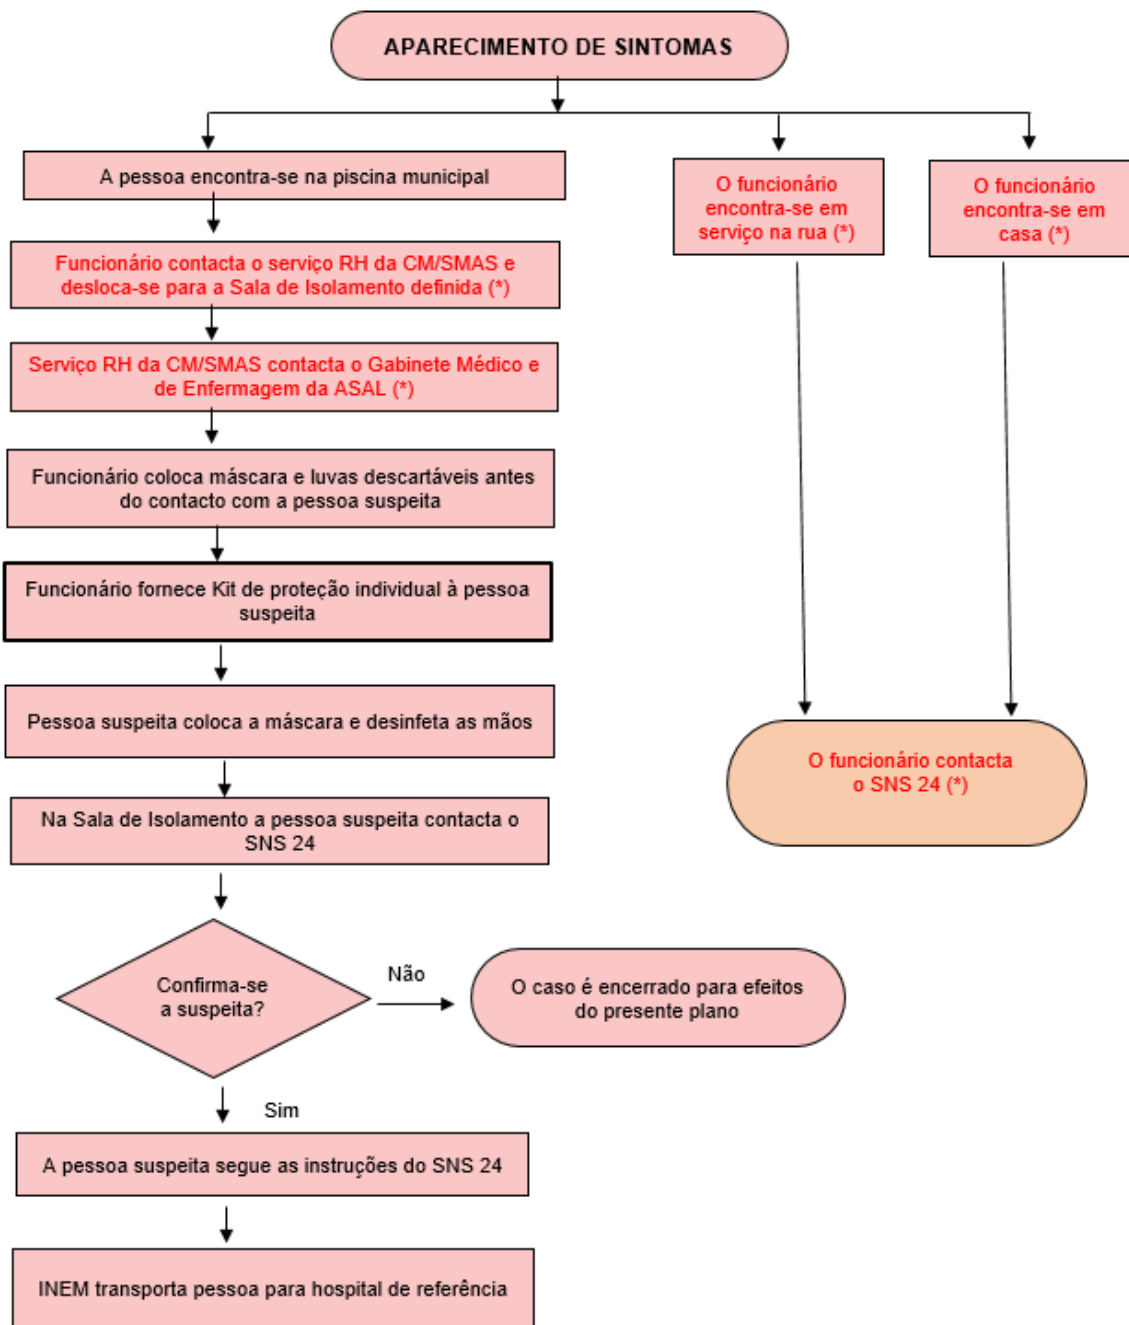 APARECIMENTO DE SINTOMAS
A pessoa encontra-se na piscina municipal
O funcionário
encontra-se em
serviço na rua (*)
O funcionário
encontra-se em
casa (*)
Funcionário contacta o serviço RH da CM/SMAS e
desloca-se para a Sala de Isolamento definida (*)
Serviço RH da CM/SMAS contacta o Gabinete Médico e
de Enfermagem da ASAL (*)
Funcionário coloca máscara e luvas descartáveis antes
do contacto com a pessoa suspeita
Funcionário fornece Kit de proteção individual à pessoa
suspeita
Pessoa suspeita coloca a máscara e desinfeta as mãos
O funcionário contacta
o SNS 24 (*)
Na Sala de Isolamento a pessoa suspeita contacta o
SNS 24
Confirma-se
a suspeita?
Não
O caso é encerrado para efeitos
do presente plano
Sim
A pessoa suspeita segue as instruções do SNS 24
INEM transporta pessoa para hospital de referência